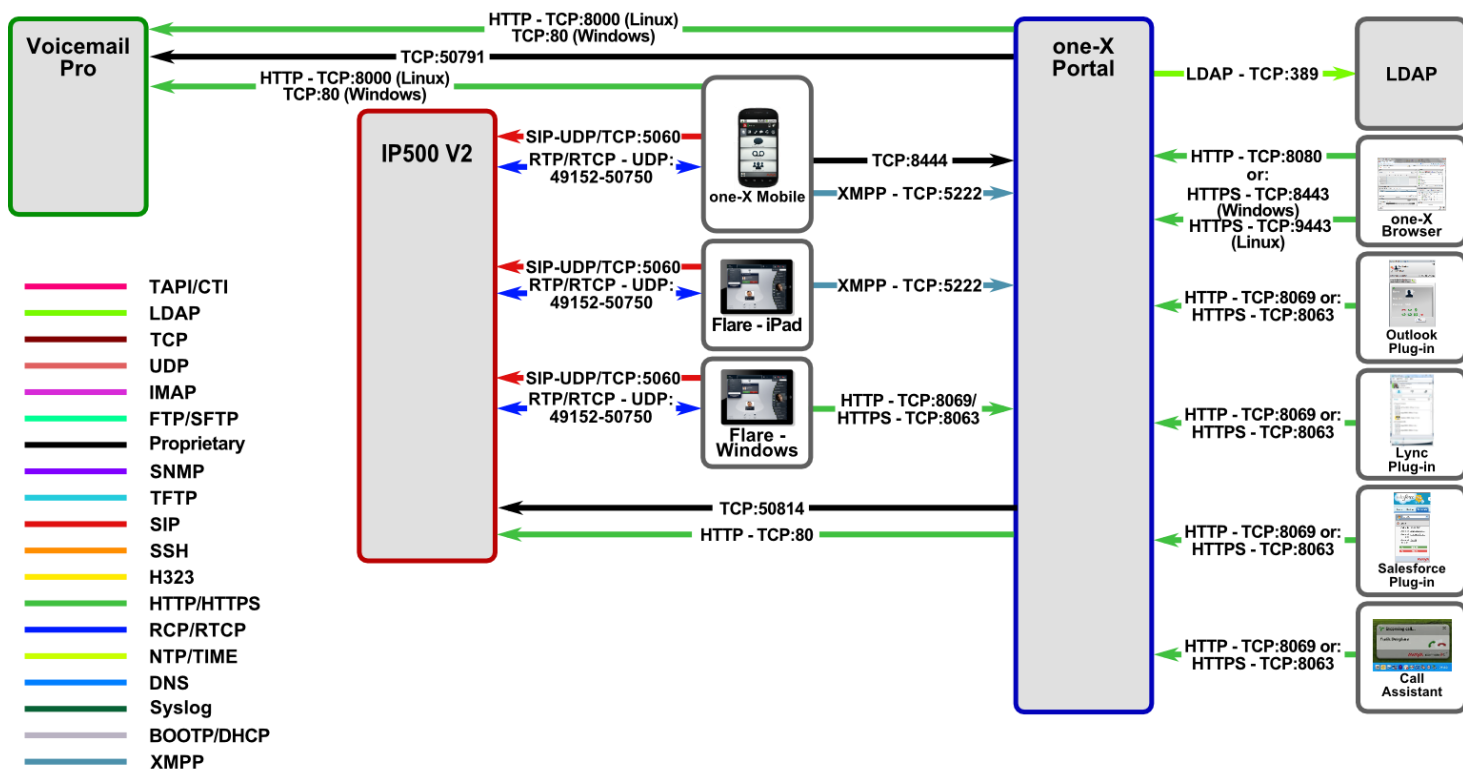 HTTP - TCP:8000 (Linux)
TCP:80 (Windows)
Voicemail
Pro
TCP:50791
HTTP - TCP:8000 (Linux)
TCP:80 (Windows)
one-X
Portal
LDAP - TCP:389
LDAP
IP500 V2
SIP-UDP/TCP:5060
RTP/RTCP - UDP:
49152-50750
one-X Mobile
TCP:8444
XMPP - TCP:5222
HTTP - TCP:8080
or:
HTTPS - TCP:8443
(Windows)
HTTPS - TCP:9443
(Linux)
one-X
Browser
SIP-UDP/TCP:5060
RTP/RTCP - UDP:
49152-50750
Flare - iPad
XMPP - TCP:5222
HTTP - TCP:8069 or:
HTTPS - TCP:8063
Outlook
Plug-in
SIP-UDP/TCP:5060
RTP/RTCP - UDP:
49152-50750
Flare -
Windows
HTTP - TCP:8069/
HTTPS - TCP:8063
HTTP - TCP:8069 or:
HTTPS - TCP:8063
Lync
Plug-in
TCP:50814
HTTP - TCP:80
HTTP - TCP:8069 or:
HTTPS - TCP:8063
Salesforce
Plug-in
HTTP - TCP:8069 or:
HTTPS - TCP:8063
Call
Assistant
TAPI/CTI
LDAP
TCP
UDP
IMAP
FTP/SFTP
Proprietary
SNMP
TFTP
SIP
SSH
H323
HTTP/HTTPS
RCP/RTCP
NTP/TIME
DNS
Syslog
BOOTP/DHCP
XMPP